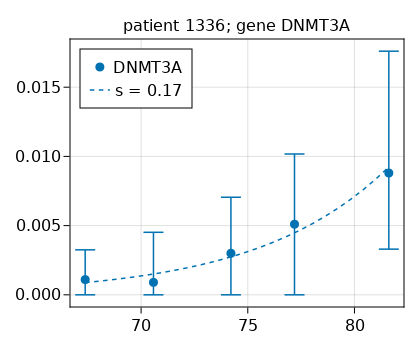 patient 1336; gene DNMT3A
DNMT3A
s = 0.17
0.015
0.010
0.005
0.000
70 75 80